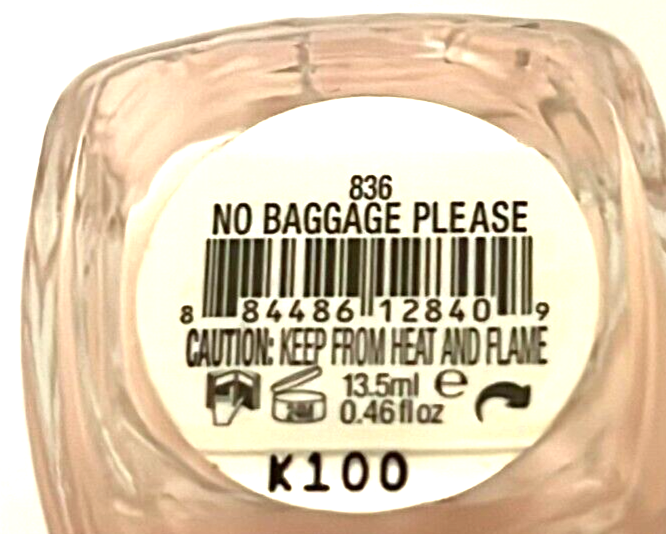 836
NO BAGGAGE PLEASE
8 84486 12840 9
CAUTION: KEEP FROM HEAT AND FLAME
13.5ml e
0.46 fl oz
K100